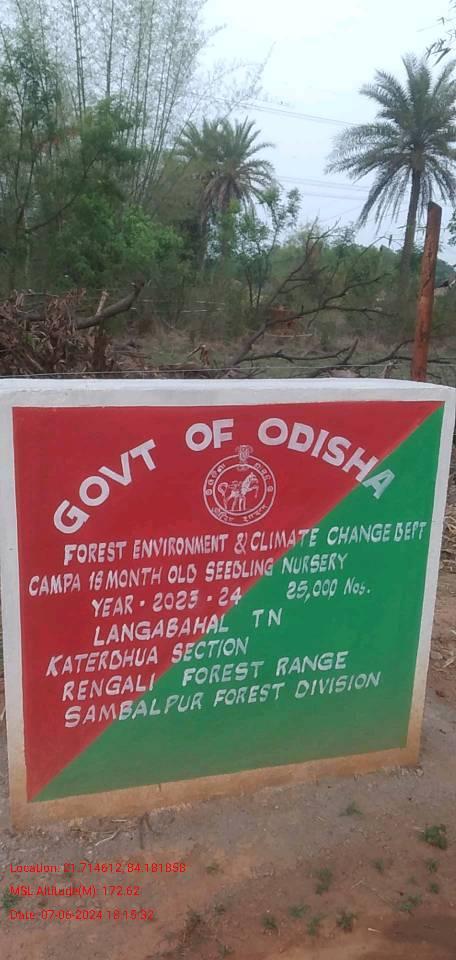 GOVT OF ODISHA
FOREST ENVIRONMENT & CLIMATE CHANGE DEPT
CAMPA 18 MONTH OLD SEEDLING NURSERY
YEAR - 2023 - 24 25,000 Nos.
LANGABAHAL TN
KATERDHUA SECTION
RENGALI FOREST RANGE
SAMBALPUR FOREST DIVISION
Location: 21.714612, 84.181858
MSL Altitude(M) 172.62
Date: 07-06-2024 18:15:32